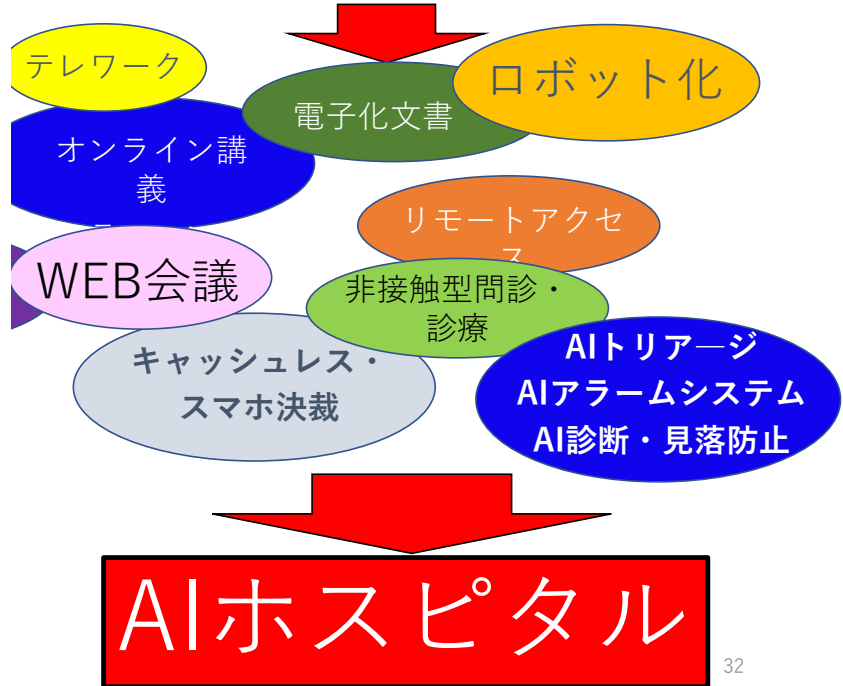 テレワーク
ロボット化
電子化文書
オンライン講
義
リモートアクセ
ス
WEB会議
非接触型問診・
診療
キャッシュレス・
スマホ決裁
AIトリア―ジ
AIアラームシステム
AI診断・見落防止
AIホスピタル
32